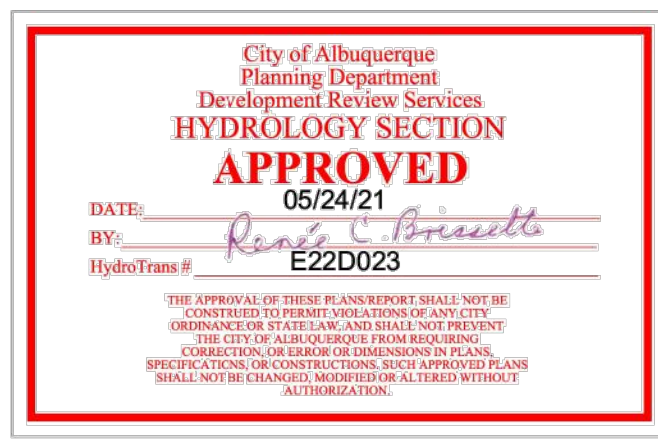 City of Albuquerque
Planning Department
Development Review Services
HYDROLOGY SECTION
APPROVED
DATE: 05/24/21
BY: Renée C. Brissette
HydroTrans # E22D023
THE APPROVAL OF THESE PLANS/REPORT SHALL NOT BE
CONSTRUED TO PERMIT VIOLATIONS OF ANY CITY
ORDINANCE OR STATE LAW, AND SHALL NOT PREVENT
THE CITY OF ALBUQUERQUE FROM REQUIRING
CORRECTION, OR ERROR OR DIMENSIONS IN PLANS,
SPECIFICATIONS, OR CONSTRUCTIONS. SUCH APPROVED PLANS
SHALL NOT BE CHANGED, MODIFIED OR ALTERED WITHOUT
AUTHORIZATION.